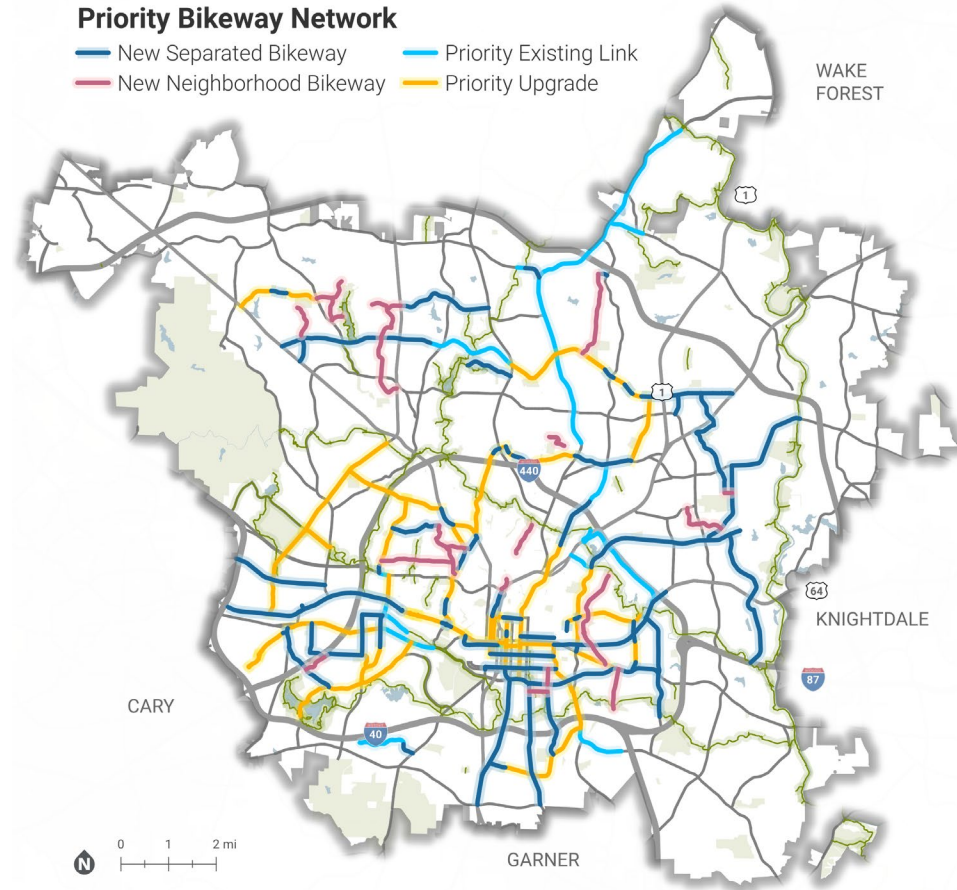 Priority Bikeway Network
New Separated Bikeway
Priority Existing Link
New Neighborhood Bikeway
Priority Upgrade
WAKE
FOREST
1
1
440
64
KNIGHTDALE
87
CARY
40
0 1 2 mi
N
GARNER